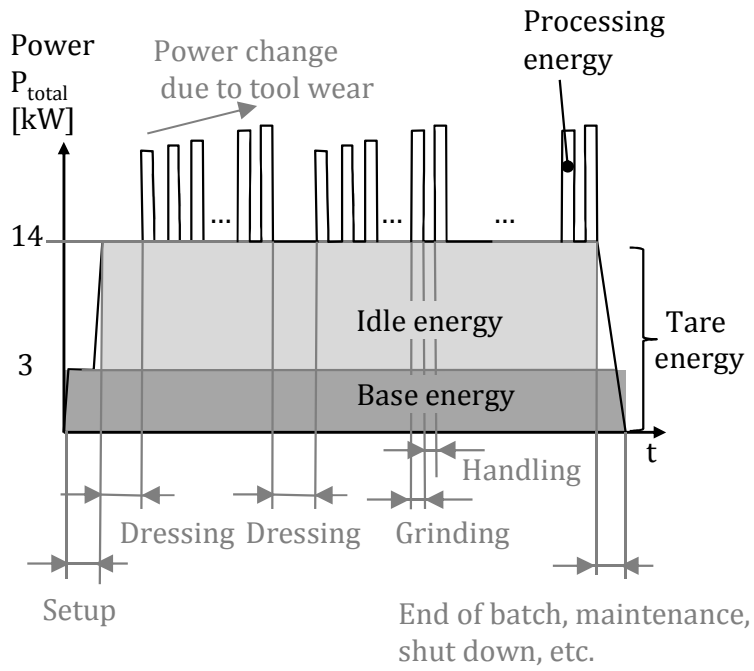 Power
P_total
[kW]
Power change
due to tool wear
Processing
energy
...
...
...
14
Idle energy
Tare
energy
3
Base energy
t
Handling
Dressing
Dressing
Grinding
Setup
End of batch, maintenance,
shut down, etc.